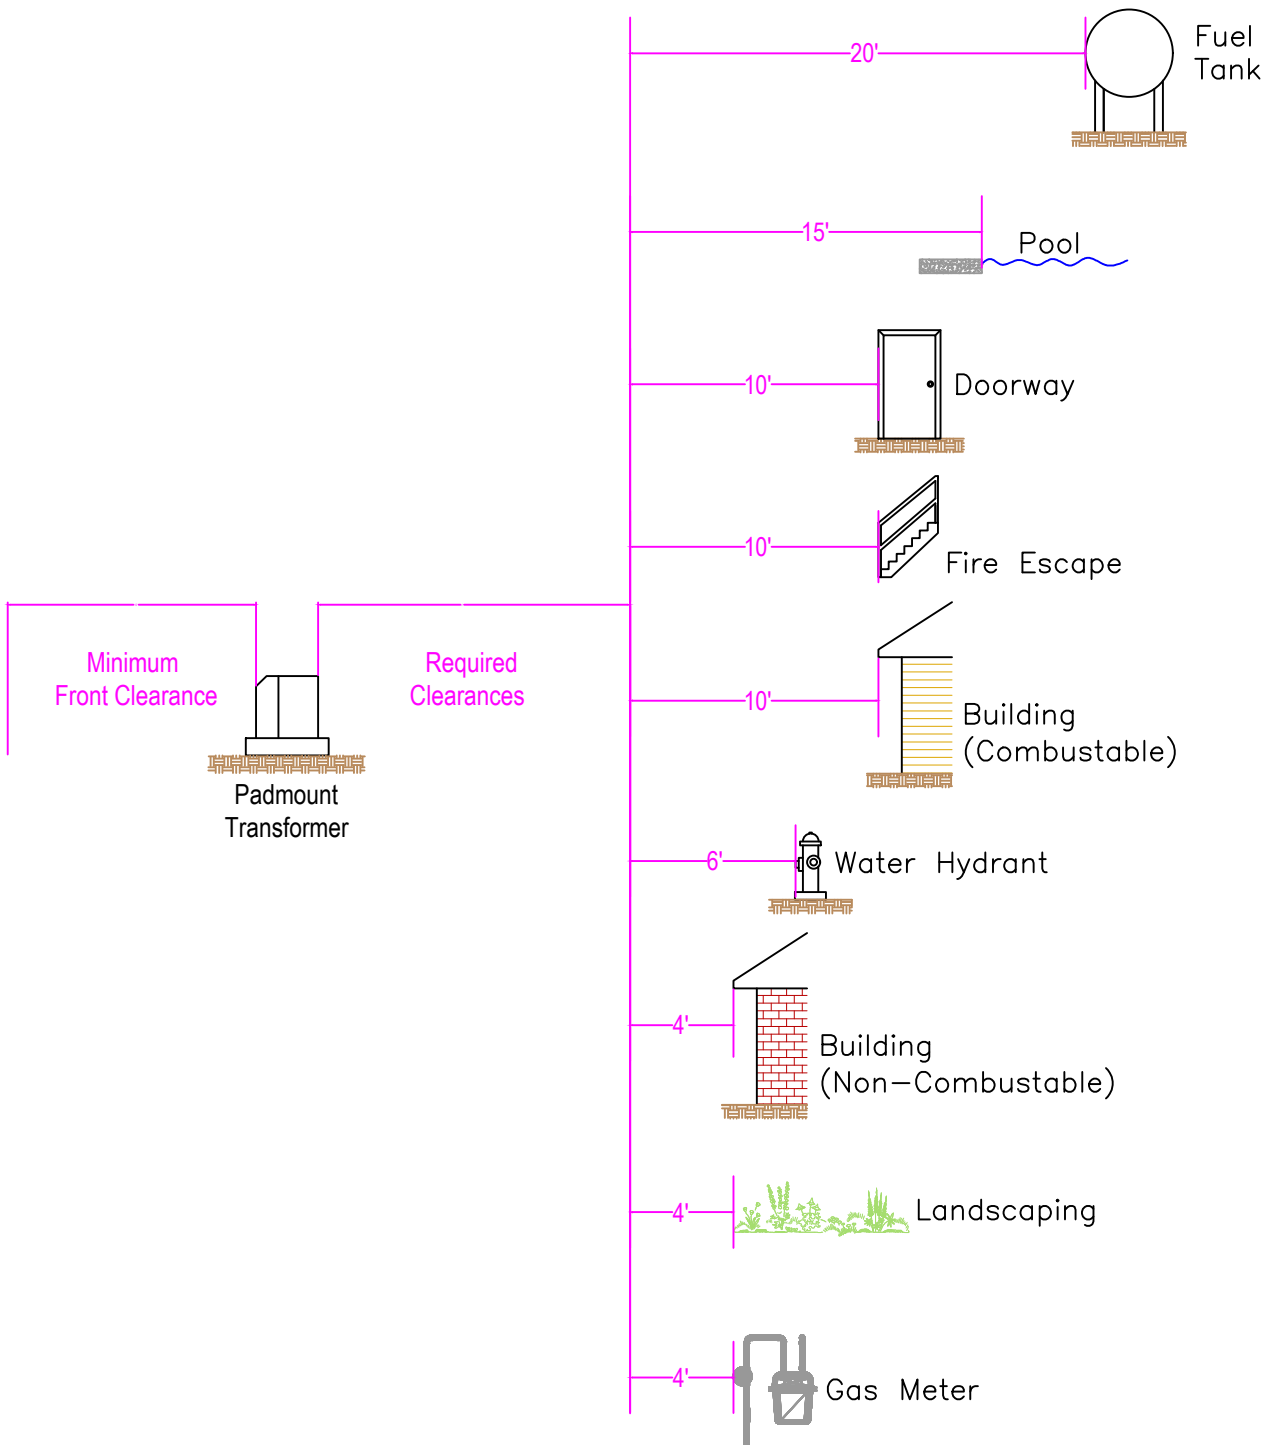 20'
Fuel
Tank
15'
Pool
10'
Doorway
10'
Fire Escape
Minimum
Front Clearance
Required
Clearances
Padmount
Transformer
10'
Building
(Combustable)
6'
Water Hydrant
4'
Building
(Non-Combustable)
4'
Landscaping
4'
Gas Meter